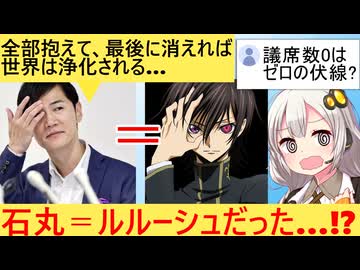 全部抱えて、最後に消えれば
世界は浄化される…
議席数0は
ゼロの伏線?
＝
石丸＝ルルーシュだった…!?